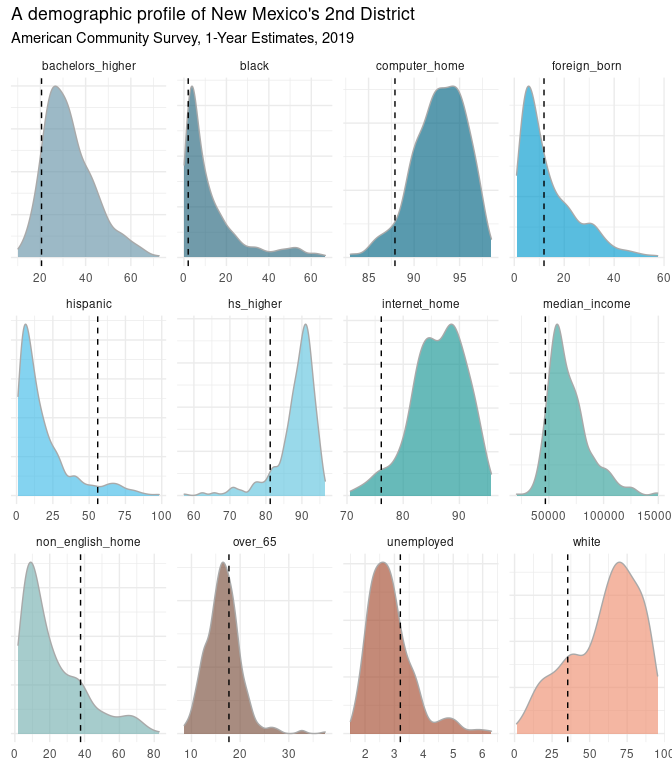 A demographic profile of New Mexico's 2nd District
American Community Survey, 1-Year Estimates, 2019
bachelors_higher black computer_home foreign_born
20 40 60 0 20 40 60 85 90 95 0 20 40 60
hispanic hs_higher internet_home median_income
0 25 50 75 100 60 70 80 90 70 80 90 50000 100000 15000
non_english_home over_65 unemployed white
0 20 40 60 80 10 20 30 2 3 4 5 6 0 25 50 75 100